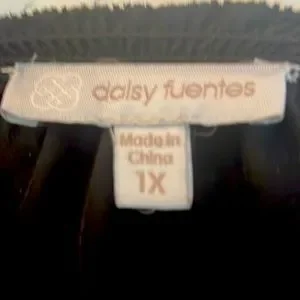 daisy fuentes
Made in
China
1X